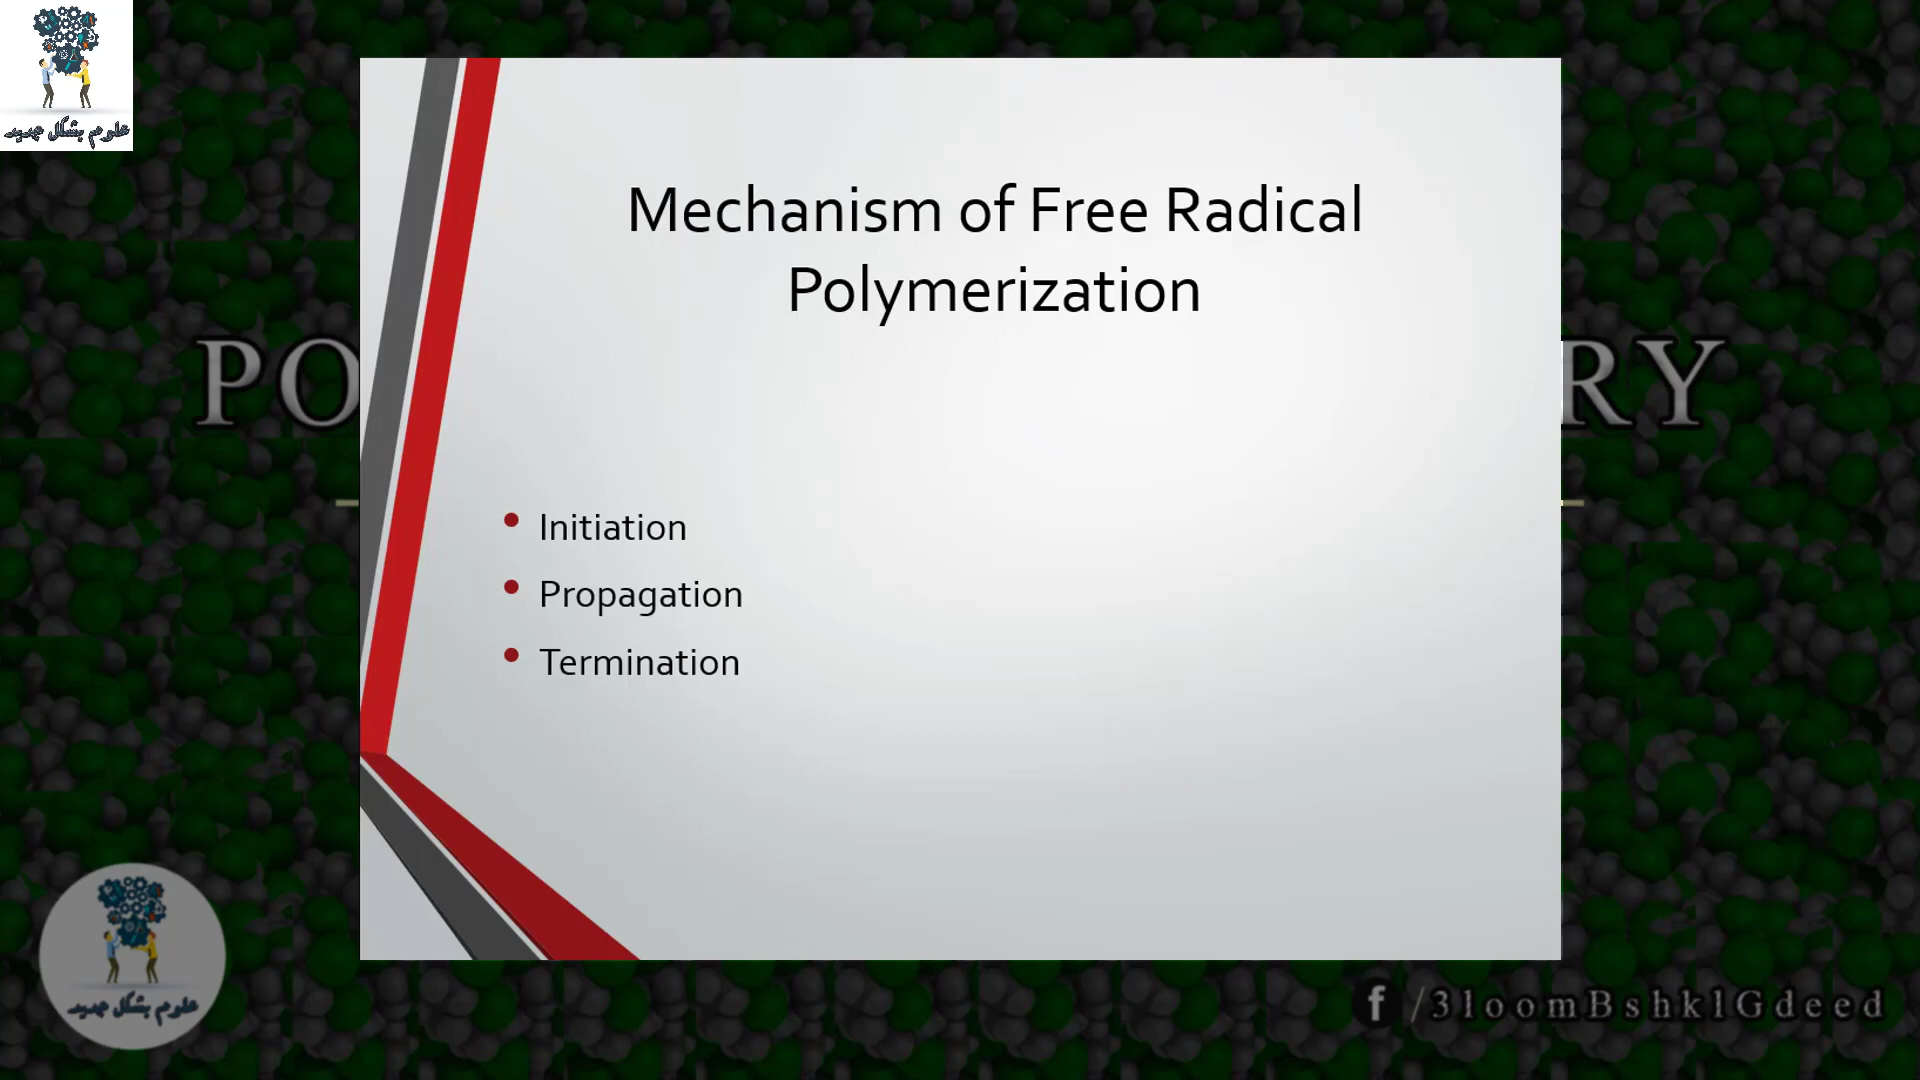 علوم بشكل جديد
Mechanism of Free Radical
Polymerization
PO
RY
• Initiation
• Propagation
• Termination
علوم بشكل جديد
f /3loomBshklGdeed